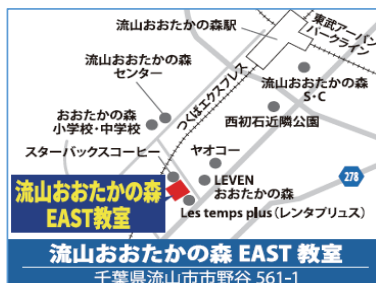 流山おおたかの森駅
東武アーバン
パークライン
流山おおたかの森
センター
つくばエクスプレス
流山おおたかの森
S・C
おおたかの森
小学校・中学校
西初石近隣公園
スターバックスコーヒー
ヤオコー
278
流山おおたかの森
EAST教室
LEVEN
おおたかの森
Les temps plus(レンタプリュス)
流山おおたかの森 EAST 教室
千葉県流山市市野谷 561-1